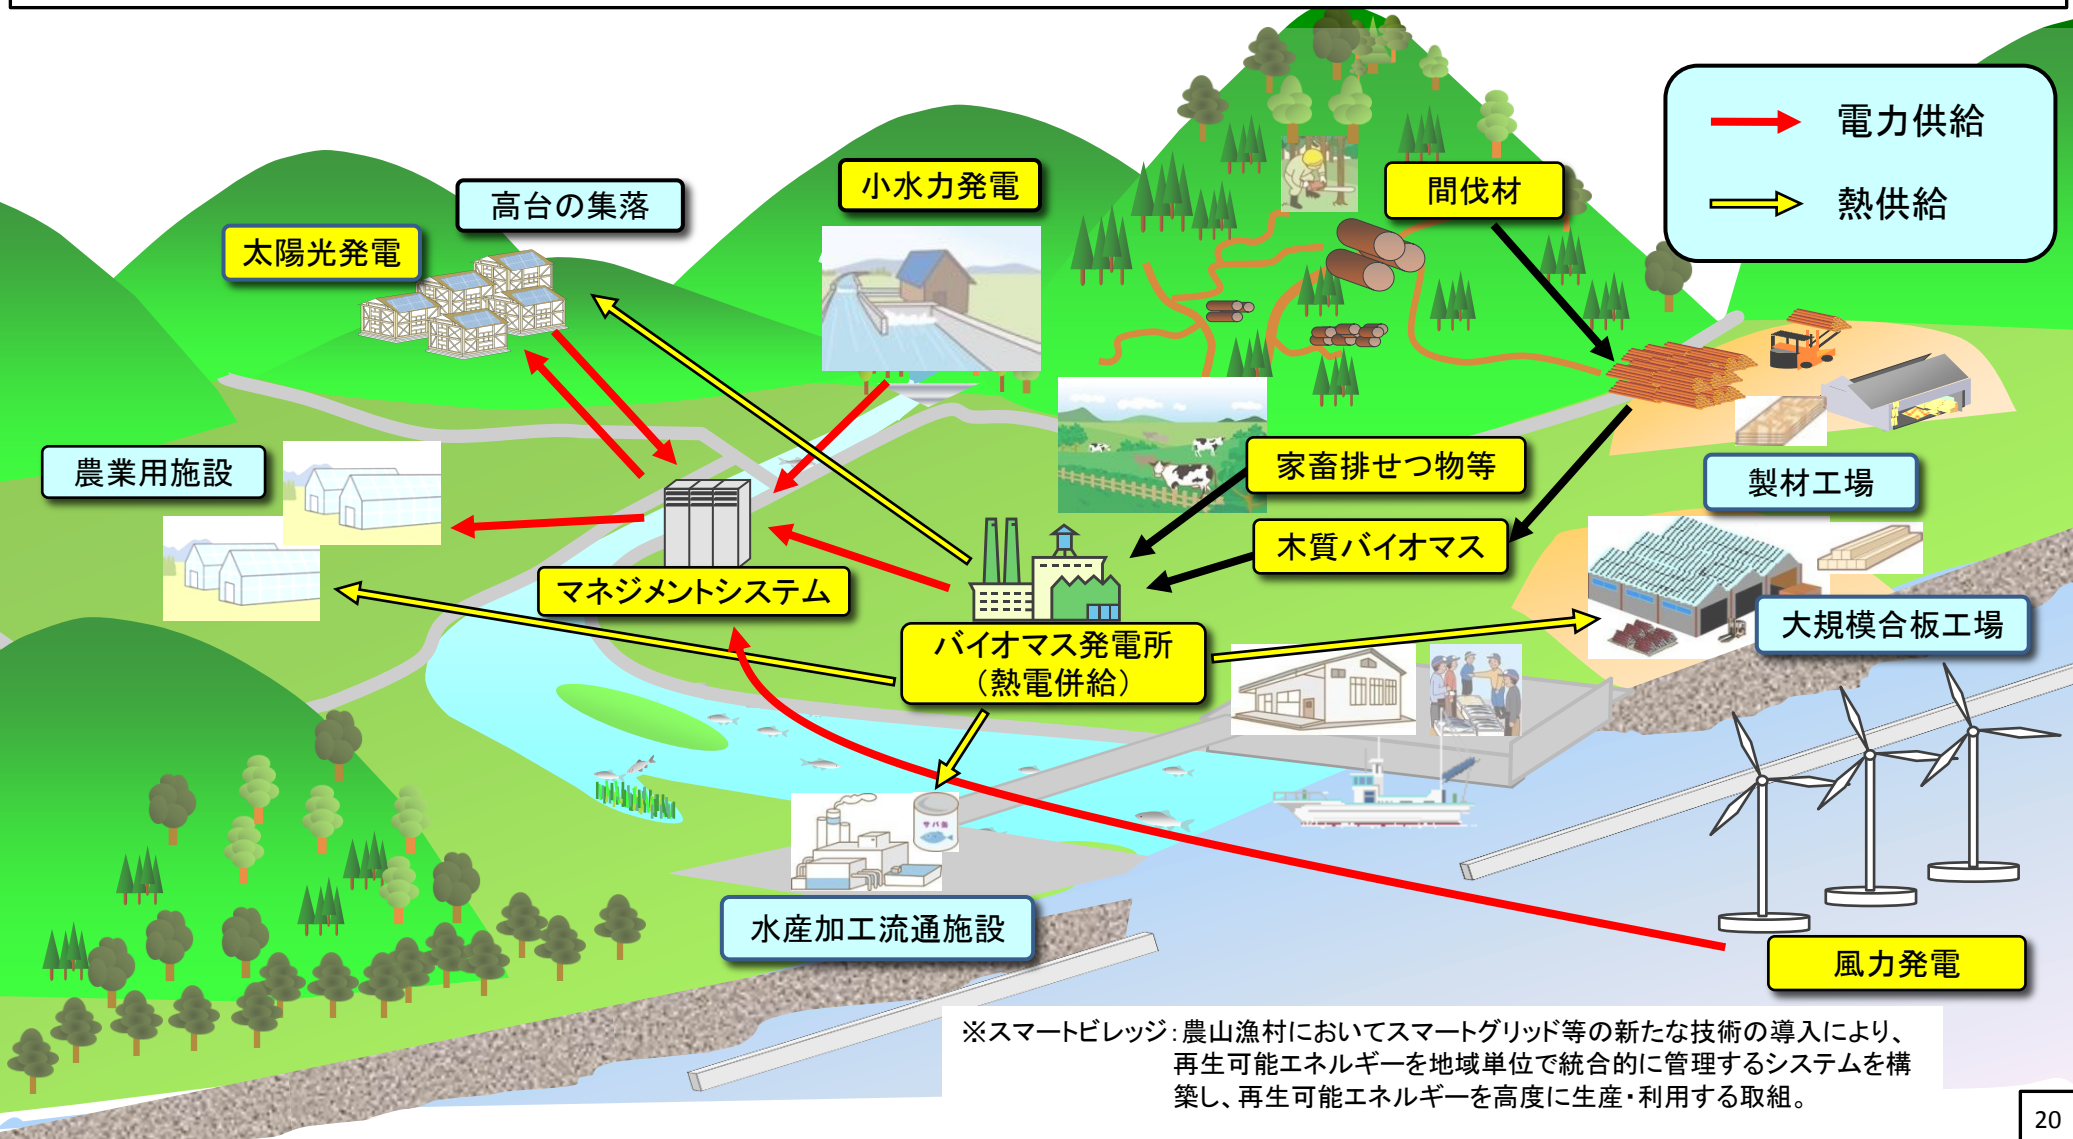 電力供給
熱供給
小水力発電
間伐材
高台の集落
太陽光発電
農業用施設
家畜排せつ物等
製材工場
木質バイオマス
マネジメントシステム
バイオマス発電所
（熱電併給）
大規模合板工場
サバ缶
水産加工流通施設
風力発電
※スマートビレッジ：農山漁村においてスマートグリッド等の新たな技術の導入により、
再生可能エネルギーを地域単位で統合的に管理するシステムを構
築し、再生可能エネルギーを高度に生産・利用する取組。
20